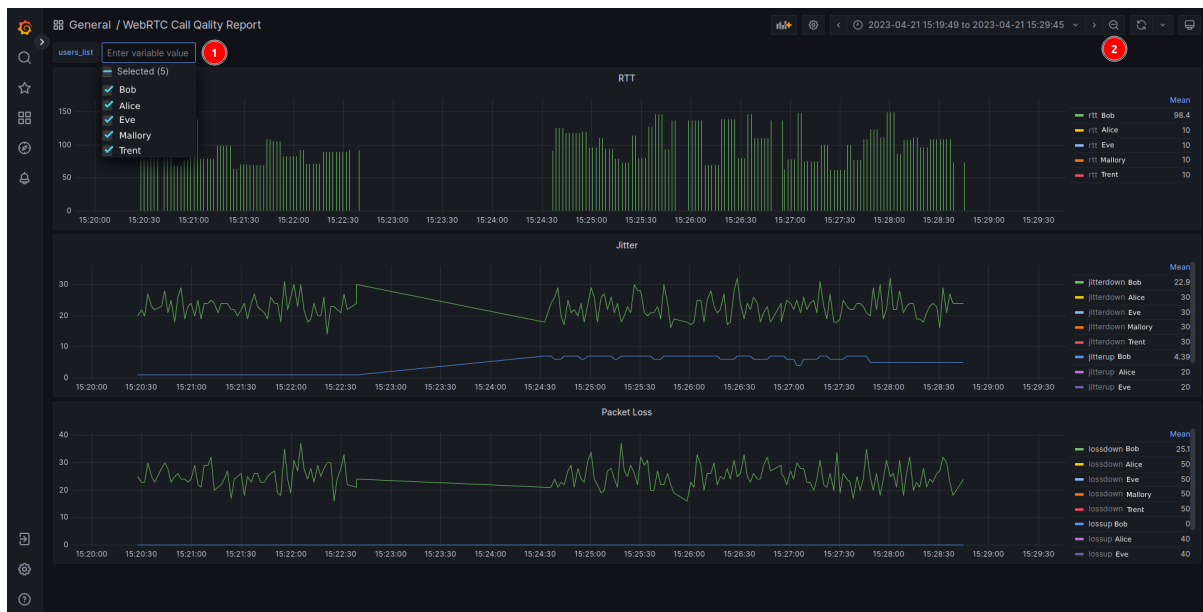 General / WebRTC Call Qality Report
2023-04-21 15:19:49 to 2023-04-21 15:29:45
users_list
Enter variable value
1
2
Selected (5)
Bob
Alice
Eve
Mallory
Trent
RTT
150
100
50
0
15:20:00 15:20:30 15:21:00 15:21:30 15:22:00 15:22:30 15:23:00 15:23:30 15:24:00 15:24:30 15:25:00 15:25:30 15:26:00 15:26:30 15:27:00 15:27:30 15:28:00 15:28:30 15:29:00 15:29:30
Mean
rtt Bob 98.4
rtt Alice 10
rtt Eve 10
rtt Mallory 10
rtt Trent 10
Jitter
30
20
10
0
15:20:00 15:20:30 15:21:00 15:21:30 15:22:00 15:22:30 15:23:00 15:23:30 15:24:00 15:24:30 15:25:00 15:25:30 15:26:00 15:26:30 15:27:00 15:27:30 15:28:00 15:28:30 15:29:00 15:29:30
Mean
jitterdown Bob 22.9
jitterdown Alice 30
jitterdown Eve 30
jitterdown Mallory 30
jitterdown Trent 30
jitterup Bob 4.39
jitterup Alice 20
jitterup Eve 20
Packet Loss
40
30
20
10
0
15:20:00 15:20:30 15:21:00 15:21:30 15:22:00 15:22:30 15:23:00 15:23:30 15:24:00 15:24:30 15:25:00 15:25:30 15:26:00 15:26:30 15:27:00 15:27:30 15:28:00 15:28:30 15:29:00 15:29:30
Mean
lossdown Bob 25.1
lossdown Alice 50
lossdown Eve 50
lossdown Mallory 50
lossdown Trent 50
lossup Bob 0
lossup Alice 40
lossup Eve 40